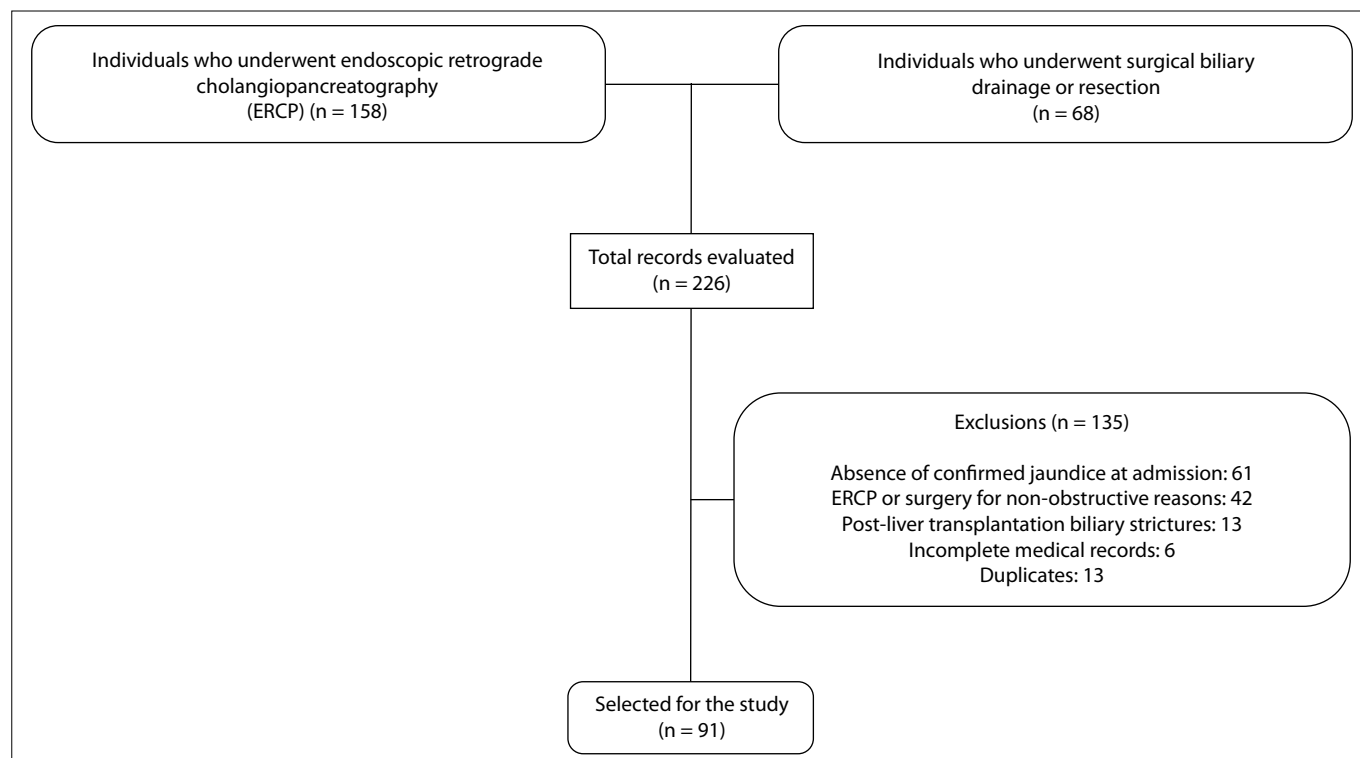 Individuals who underwent endoscopic retrograde
cholangiopancreatography
(ERCP) (n = 158)
Individuals who underwent surgical biliary
drainage or resection
(n = 68)
Total records evaluated
(n = 226)
Exclusions (n = 135)
Absence of confirmed jaundice at admission: 61
ERCP or surgery for non-obstructive reasons: 42
Post-liver transplantation biliary strictures: 13
Incomplete medical records: 6
Duplicates: 13
Selected for the study
(n = 91)